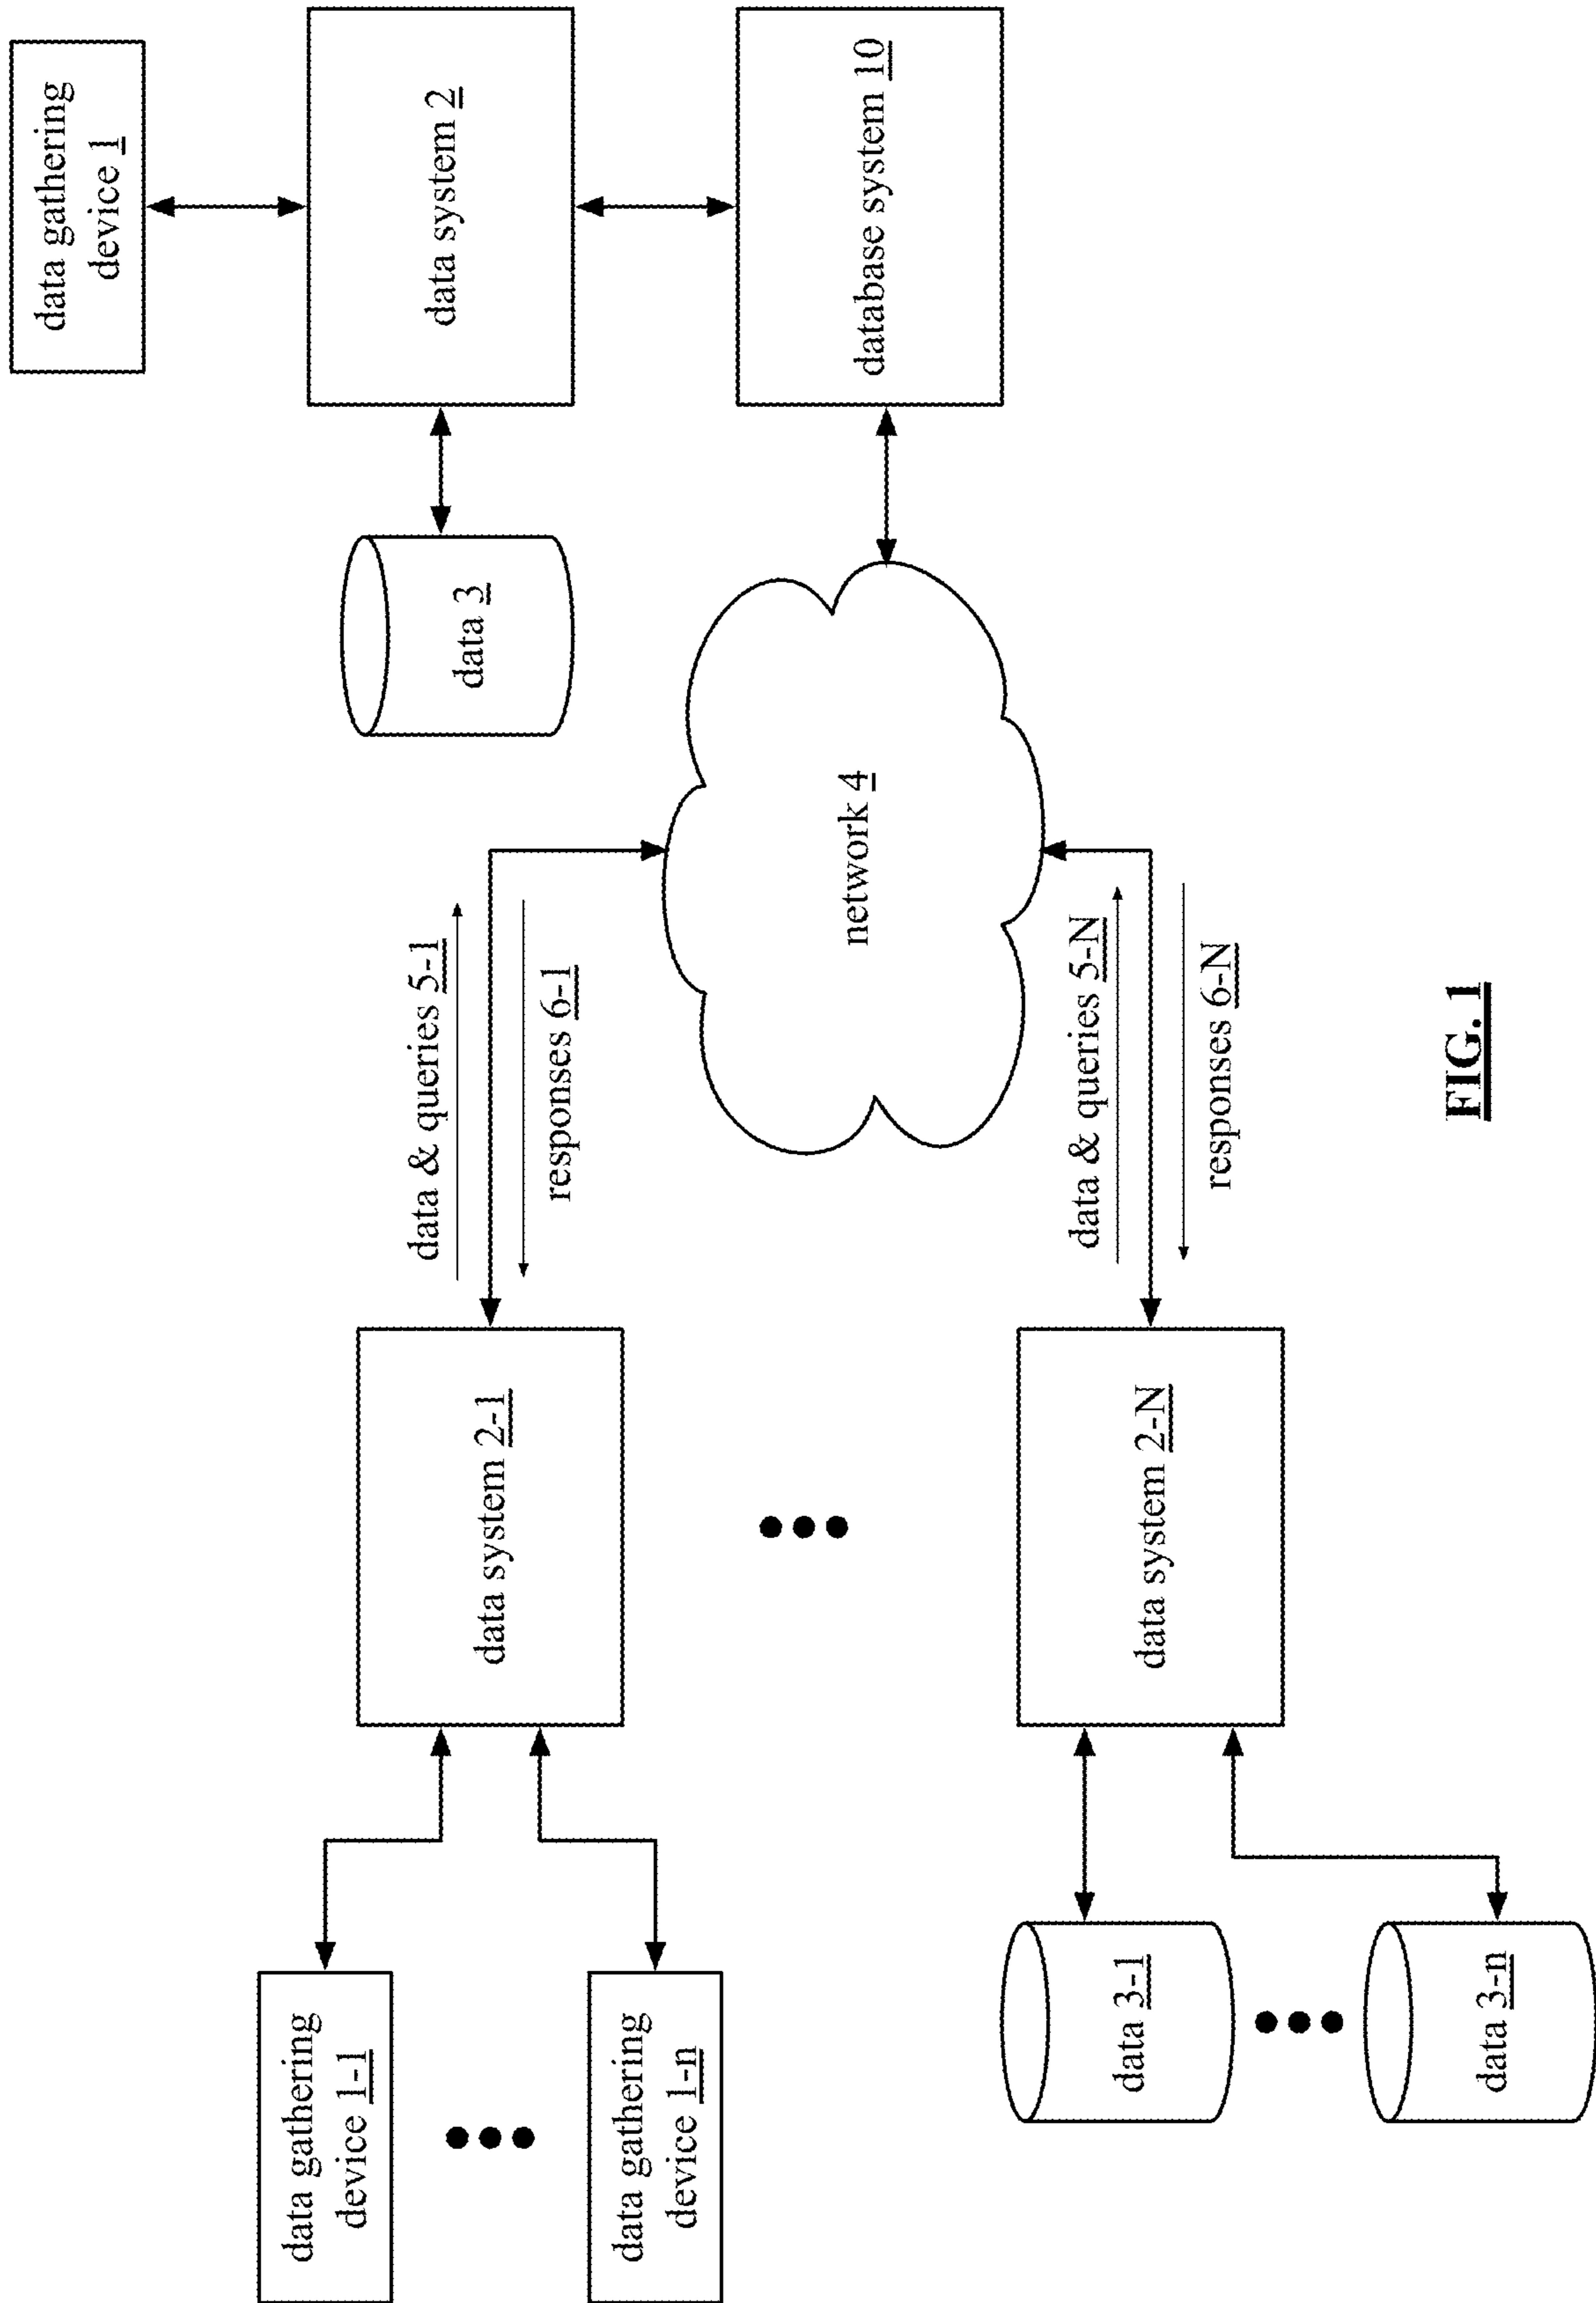 data gathering
device 1
data system 2
data 3
database system 10
network 4
data & queries 5-1
responses 6-1
data & queries 5-N
responses 6-N
data system 2-1
data system 2-N
data gathering
device 1-1
data gathering
device 1-n
data 3-1
data 3-n
FIG. 1